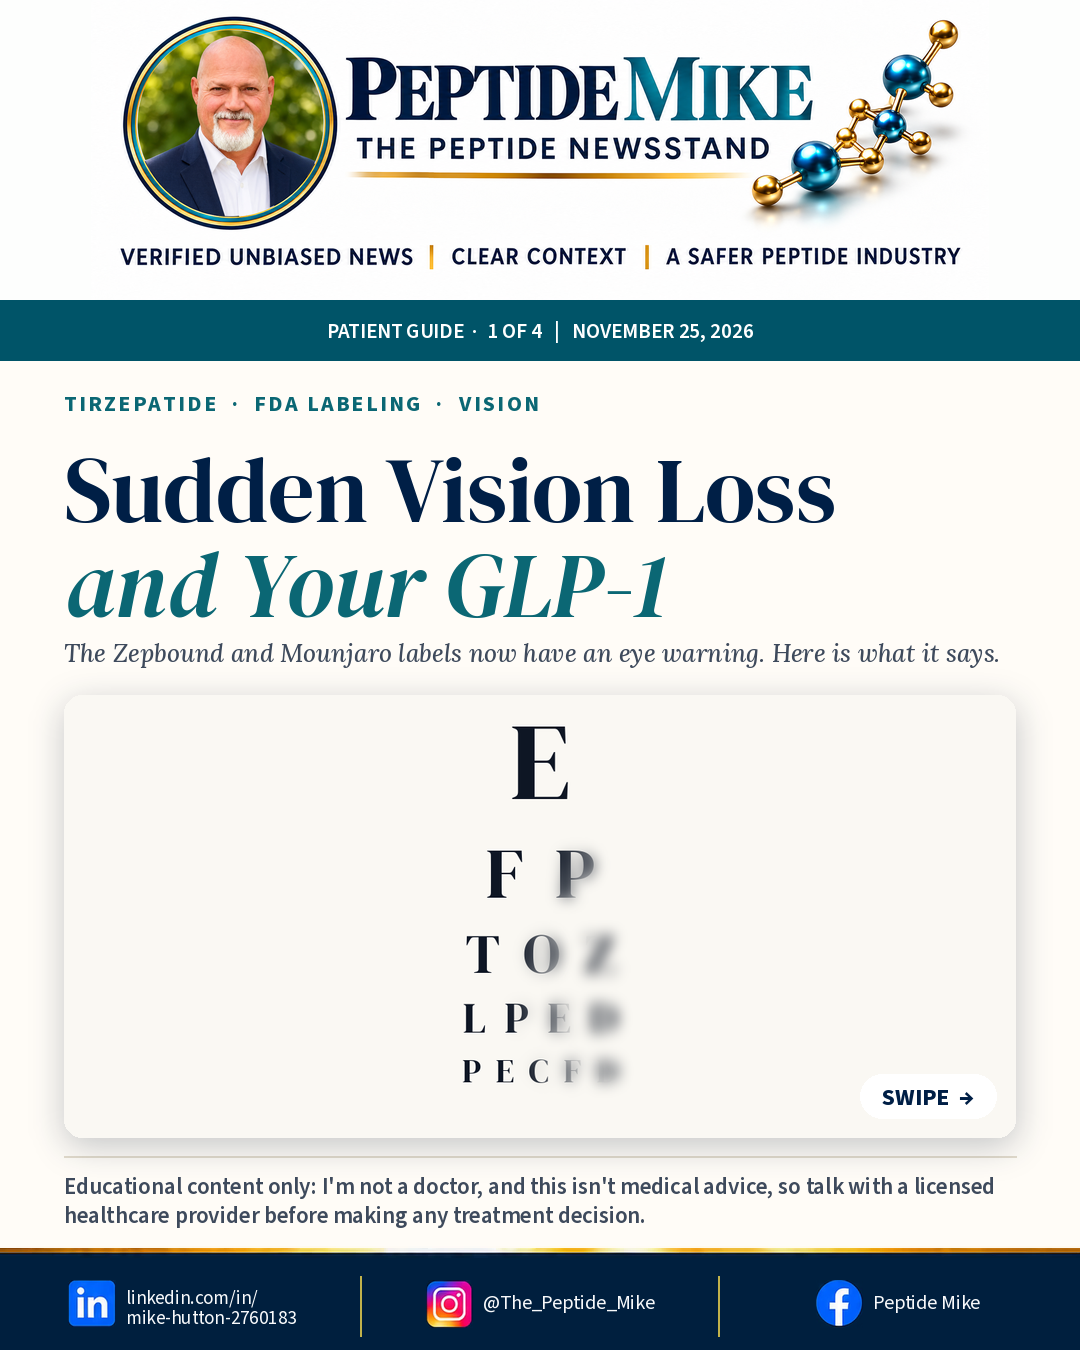 PEPTIDEMIKE
THE PEPTIDE NEWSSTAND
VERIFIED UNBIASED NEWS | CLEAR CONTEXT | A SAFER PEPTIDE INDUSTRY
PATIENT GUIDE · 1 OF 4 | NOVEMBER 25, 2026
TIRZEPATIDE · FDA LABELING · VISION
Sudden Vision Loss
and Your GLP-1
The Zepbound and Mounjaro labels now have an eye warning. Here is what it says.
E
F P
T O Z
L P E D
P E C F D
SWIPE →
Educational content only: I'm not a doctor, and this isn't medical advice, so talk with a licensed
healthcare provider before making any treatment decision.
linkedin.com/in/
mike-hutton-2760183
@The_Peptide_Mike
Peptide Mike